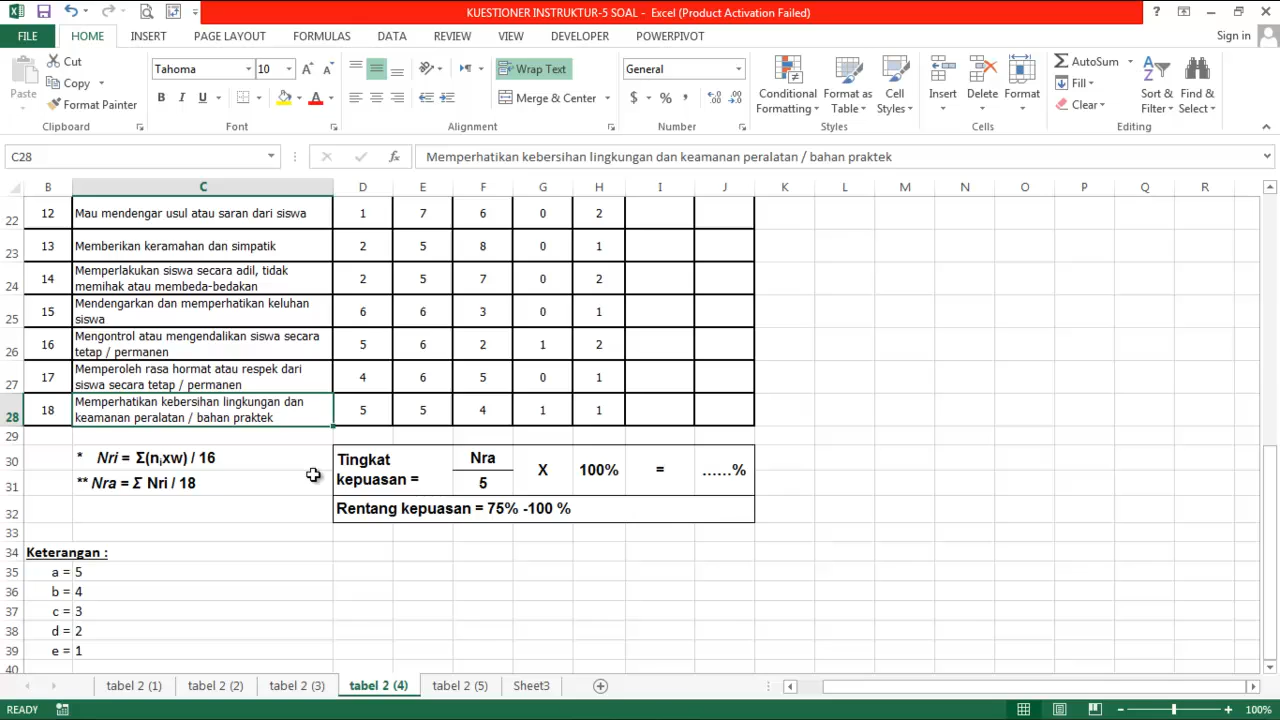 KUESTIONER INSTRUKTUR-5 SOAL - Excel (Product Activation Failed)
FILE HOME INSERT PAGE LAYOUT FORMULAS DATA REVIEW VIEW DEVELOPER POWERPIVOT Sign in
Paste Cut Copy Format Painter Clipboard
Tahoma 10 B I U A Font
Wrap Text Merge & Center Alignment
General $ % , Number
Conditional Formatting Format as Table Cell Styles Styles
Insert Delete Format Cells
AutoSum Fill Clear Sort & Filter Find & Select Editing
C28 fx Memperhatikan kebersihan lingkungan dan keamanan peralatan / bahan praktek
B C D E F G H I J K L M N O P Q R
22 12 Mau mendengar usul atau saran dari siswa 1 7 6 0 2
23 13 Memberikan keramahan dan simpatik 2 5 8 0 1
24 14 Memperlakukan siswa secara adil, tidak
memihak atau membeda-bedakan 2 5 7 0 2
25 15 Mendengarkan dan memperhatikan keluhan
siswa 6 6 3 0 1
26 16 Mengontrol atau mengendalikan siswa secara
tetap / permanen 5 6 2 1 2
27 17 Memperoleh rasa hormat atau respek dari
siswa secara tetap / permanen 4 6 5 0 1
28 18 Memperhatikan kebersihan lingkungan dan
keamanan peralatan / bahan praktek 5 5 4 1 1
29
30 * Nri = Σ(nᵢxw) / 16 Tingkat kepuasan = Nra X 100% = ……%
31 ** Nra = Σ Nri / 18 5
32 Rentang kepuasan = 75% -100 %
33
34 Keterangan :
35 a = 5
36 b = 4
37 c = 3
38 d = 2
39 e = 1
40
tabel 2 (1) tabel 2 (2) tabel 2 (3) tabel 2 (4) tabel 2 (5) Sheet3
READY 100%